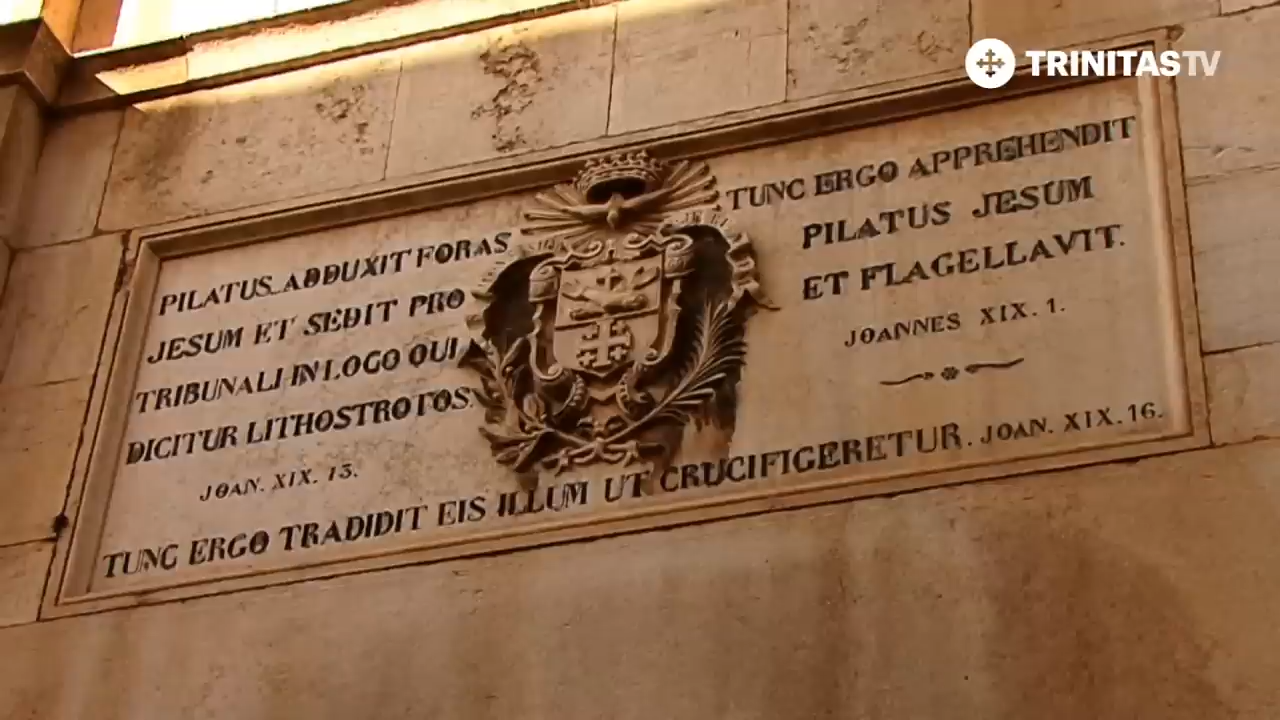 TRINITASTV
PILATUS ADDUXIT FORAS
JESUM ET SEDIT PRO
TRIBUNALI IN LOGO QUI
DICITUR LITHOSTROTOS.
JOAN. XIX. 13.
TUNC ERGO APPREHENDIT
PILATUS JESUM
ET FLAGELLAVIT.
JOANNES XIX. 1.
TUNC ERGO TRADIDIT EIS ILLUM UT CRUCIFIGERETUR. JOAN. XIX. 16.